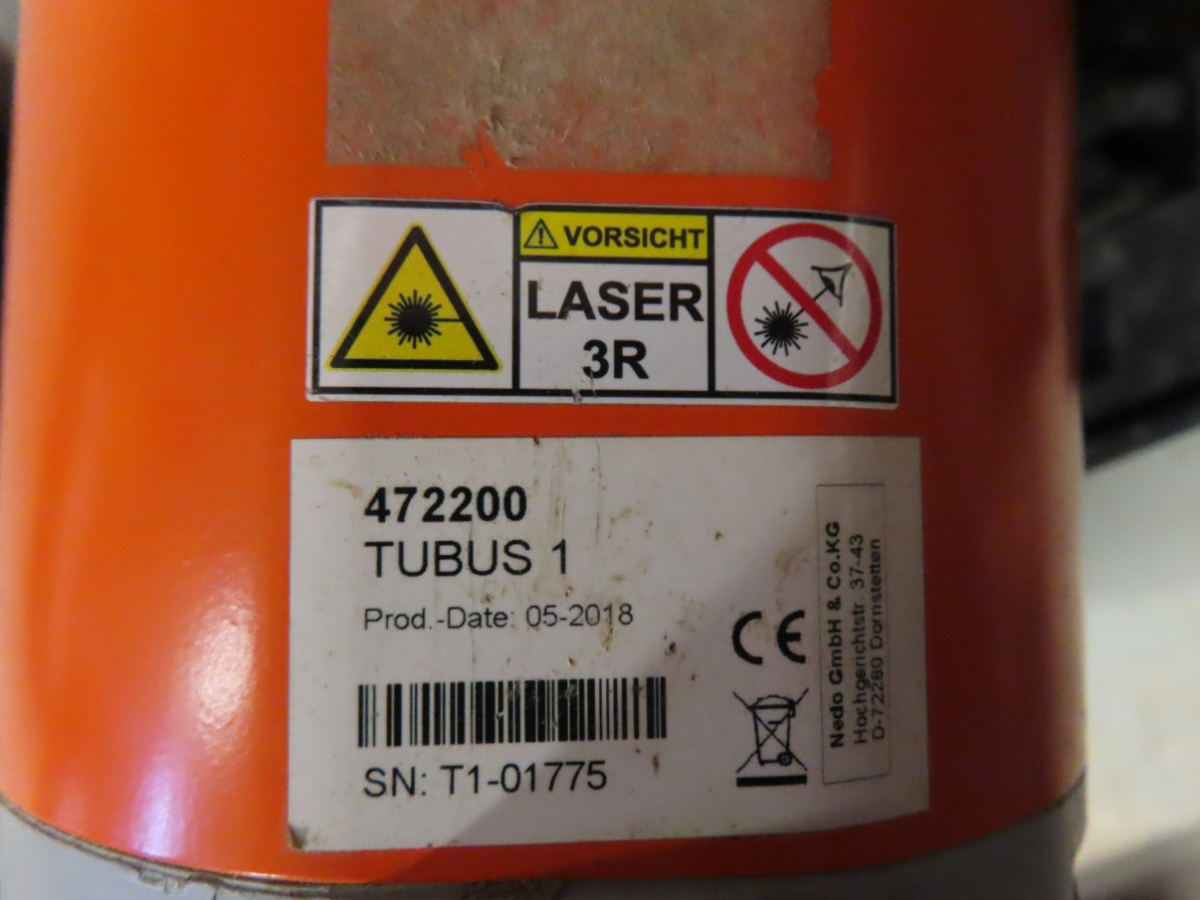 VORSICHT
LASER
3R
472200
TUBUS 1
Prod.-Date: 05-2018
SN: T1-01775
CE
Nedo GmbH & Co.KG
Hochgerichtstr. 37-43
D-72280 Dornstetten